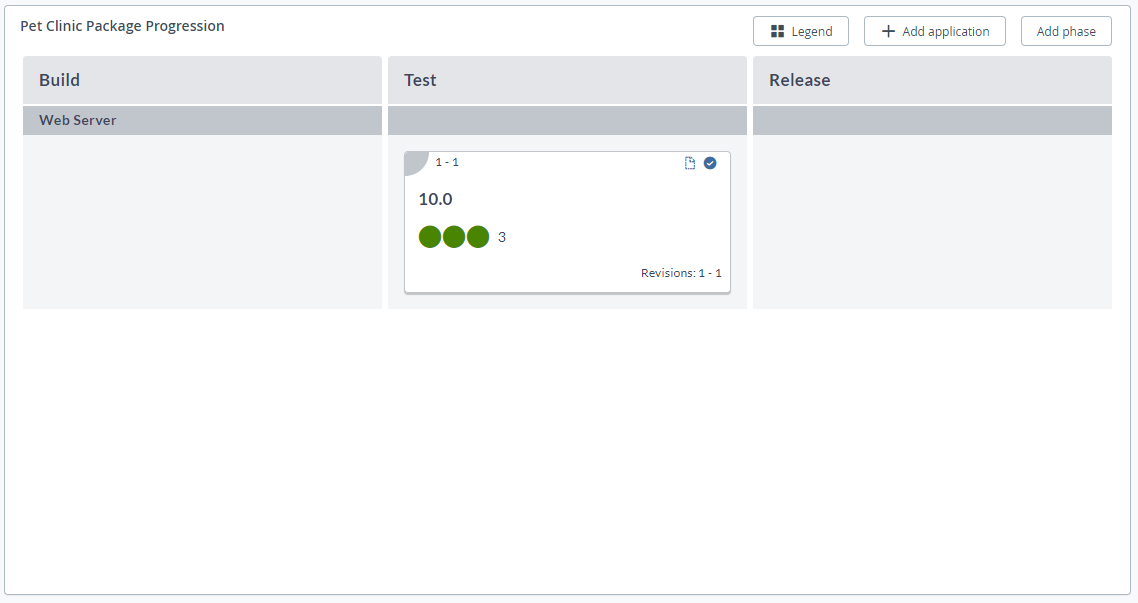 Pet Clinic Package Progression
Legend
Add application
Add phase
Build
Test
Release
Web Server
1 - 1
10.0
3
Revisions: 1 - 1